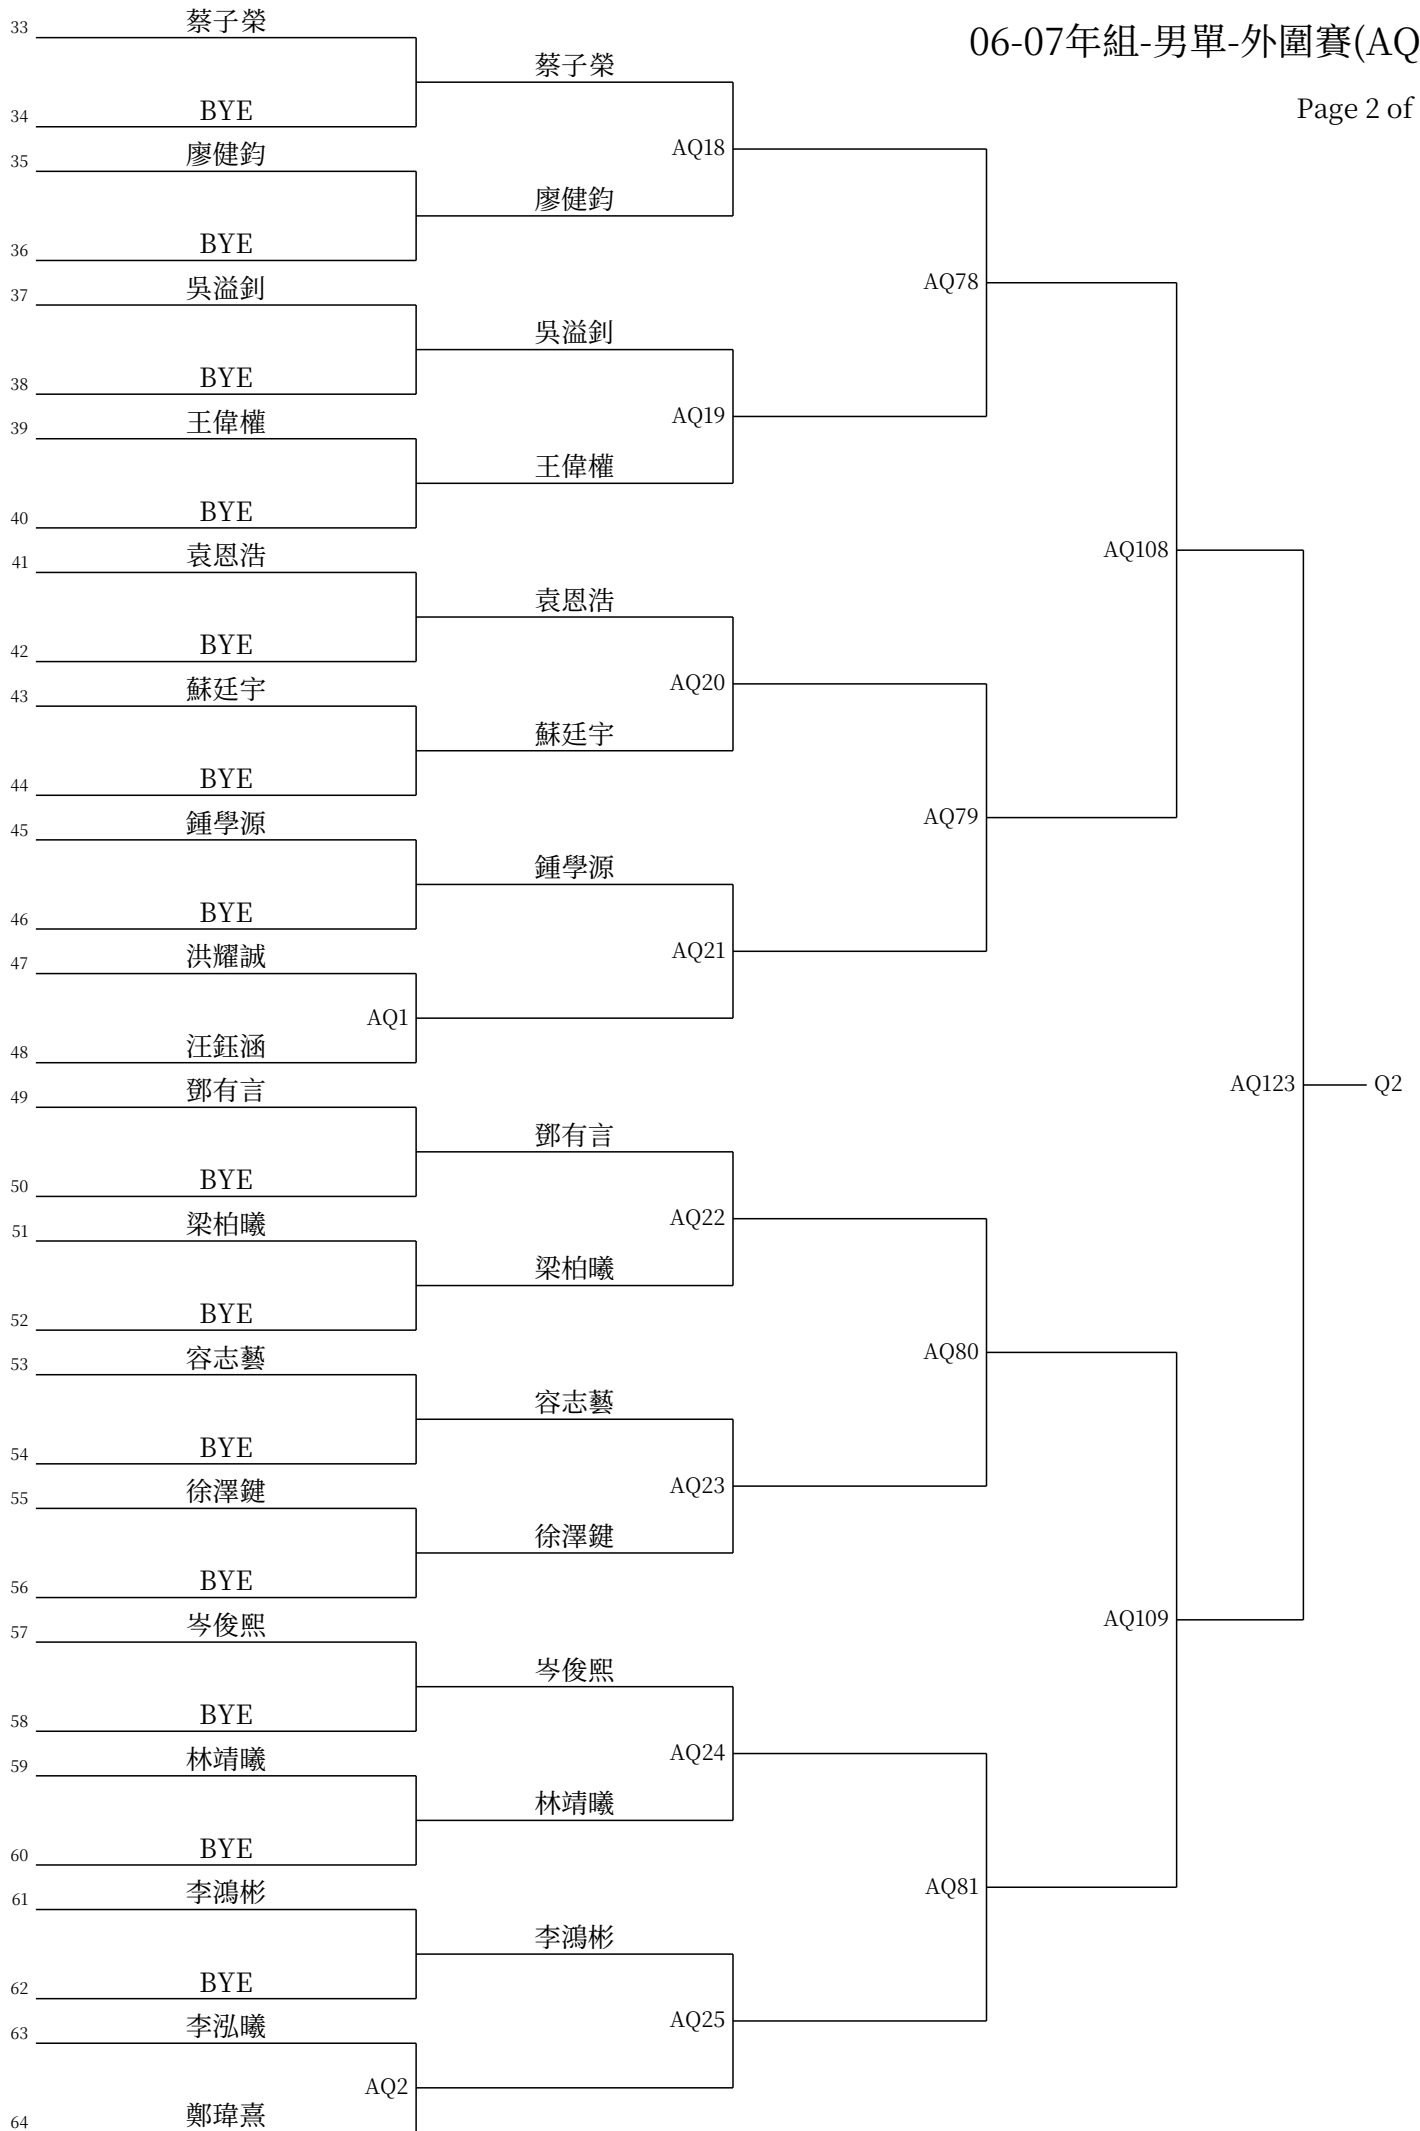 06-07年組-男單-外圍賽(AQ
Page 2 of
33 蔡子榮
蔡子榮
34 BYE
AQ18
35 廖健鈞
廖健鈞
36 BYE
AQ78
37 吳溢釗
吳溢釗
38 BYE
AQ19
39 王偉權
王偉權
40 BYE
AQ108
41 袁恩浩
袁恩浩
42 BYE
AQ20
43 蘇廷宇
蘇廷宇
44 BYE
AQ79
45 鍾學源
鍾學源
46 BYE
AQ21
47 洪耀誠
AQ1
48 汪鈺涵
AQ123 Q2
49 鄧有言
鄧有言
50 BYE
AQ22
51 梁柏曦
梁柏曦
52 BYE
AQ80
53 容志藝
容志藝
54 BYE
AQ23
55 徐澤鍵
徐澤鍵
56 BYE
AQ109
57 岑俊熙
岑俊熙
58 BYE
AQ24
59 林靖曦
林靖曦
60 BYE
AQ81
61 李鴻彬
李鴻彬
62 BYE
AQ25
63 李泓曦
AQ2
64 鄭瑋熹